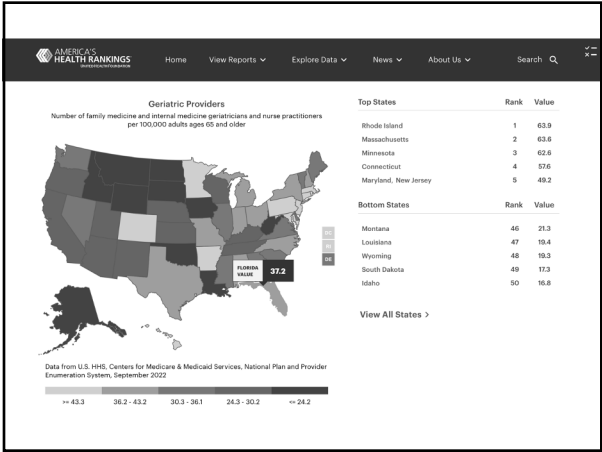 AMERICA'S
HEALTH RANKINGS
UNITED HEALTH FOUNDATION
Home View Reports Explore Data News About Us Search
Geriatric Providers
Number of family medicine and internal medicine geriatricians and nurse practitioners
per 100,000 adults ages 65 and older
DC
RI
DE
FLORIDA
VALUE
37.2
Data from U.S. HHS, Centers for Medicare & Medicaid Services, National Plan and Provider
Enumeration System, September 2022
>= 43.3 36.2 - 43.2 30.3 - 36.1 24.3 - 30.2 <= 24.2
Top States Rank Value
Rhode Island 1 63.9
Massachusetts 2 63.6
Minnesota 3 62.6
Connecticut 4 57.6
Maryland, New Jersey 5 49.2
Bottom States Rank Value
Montana 46 21.3
Louisiana 47 19.4
Wyoming 48 19.3
South Dakota 49 17.3
Idaho 50 16.8
View All States >